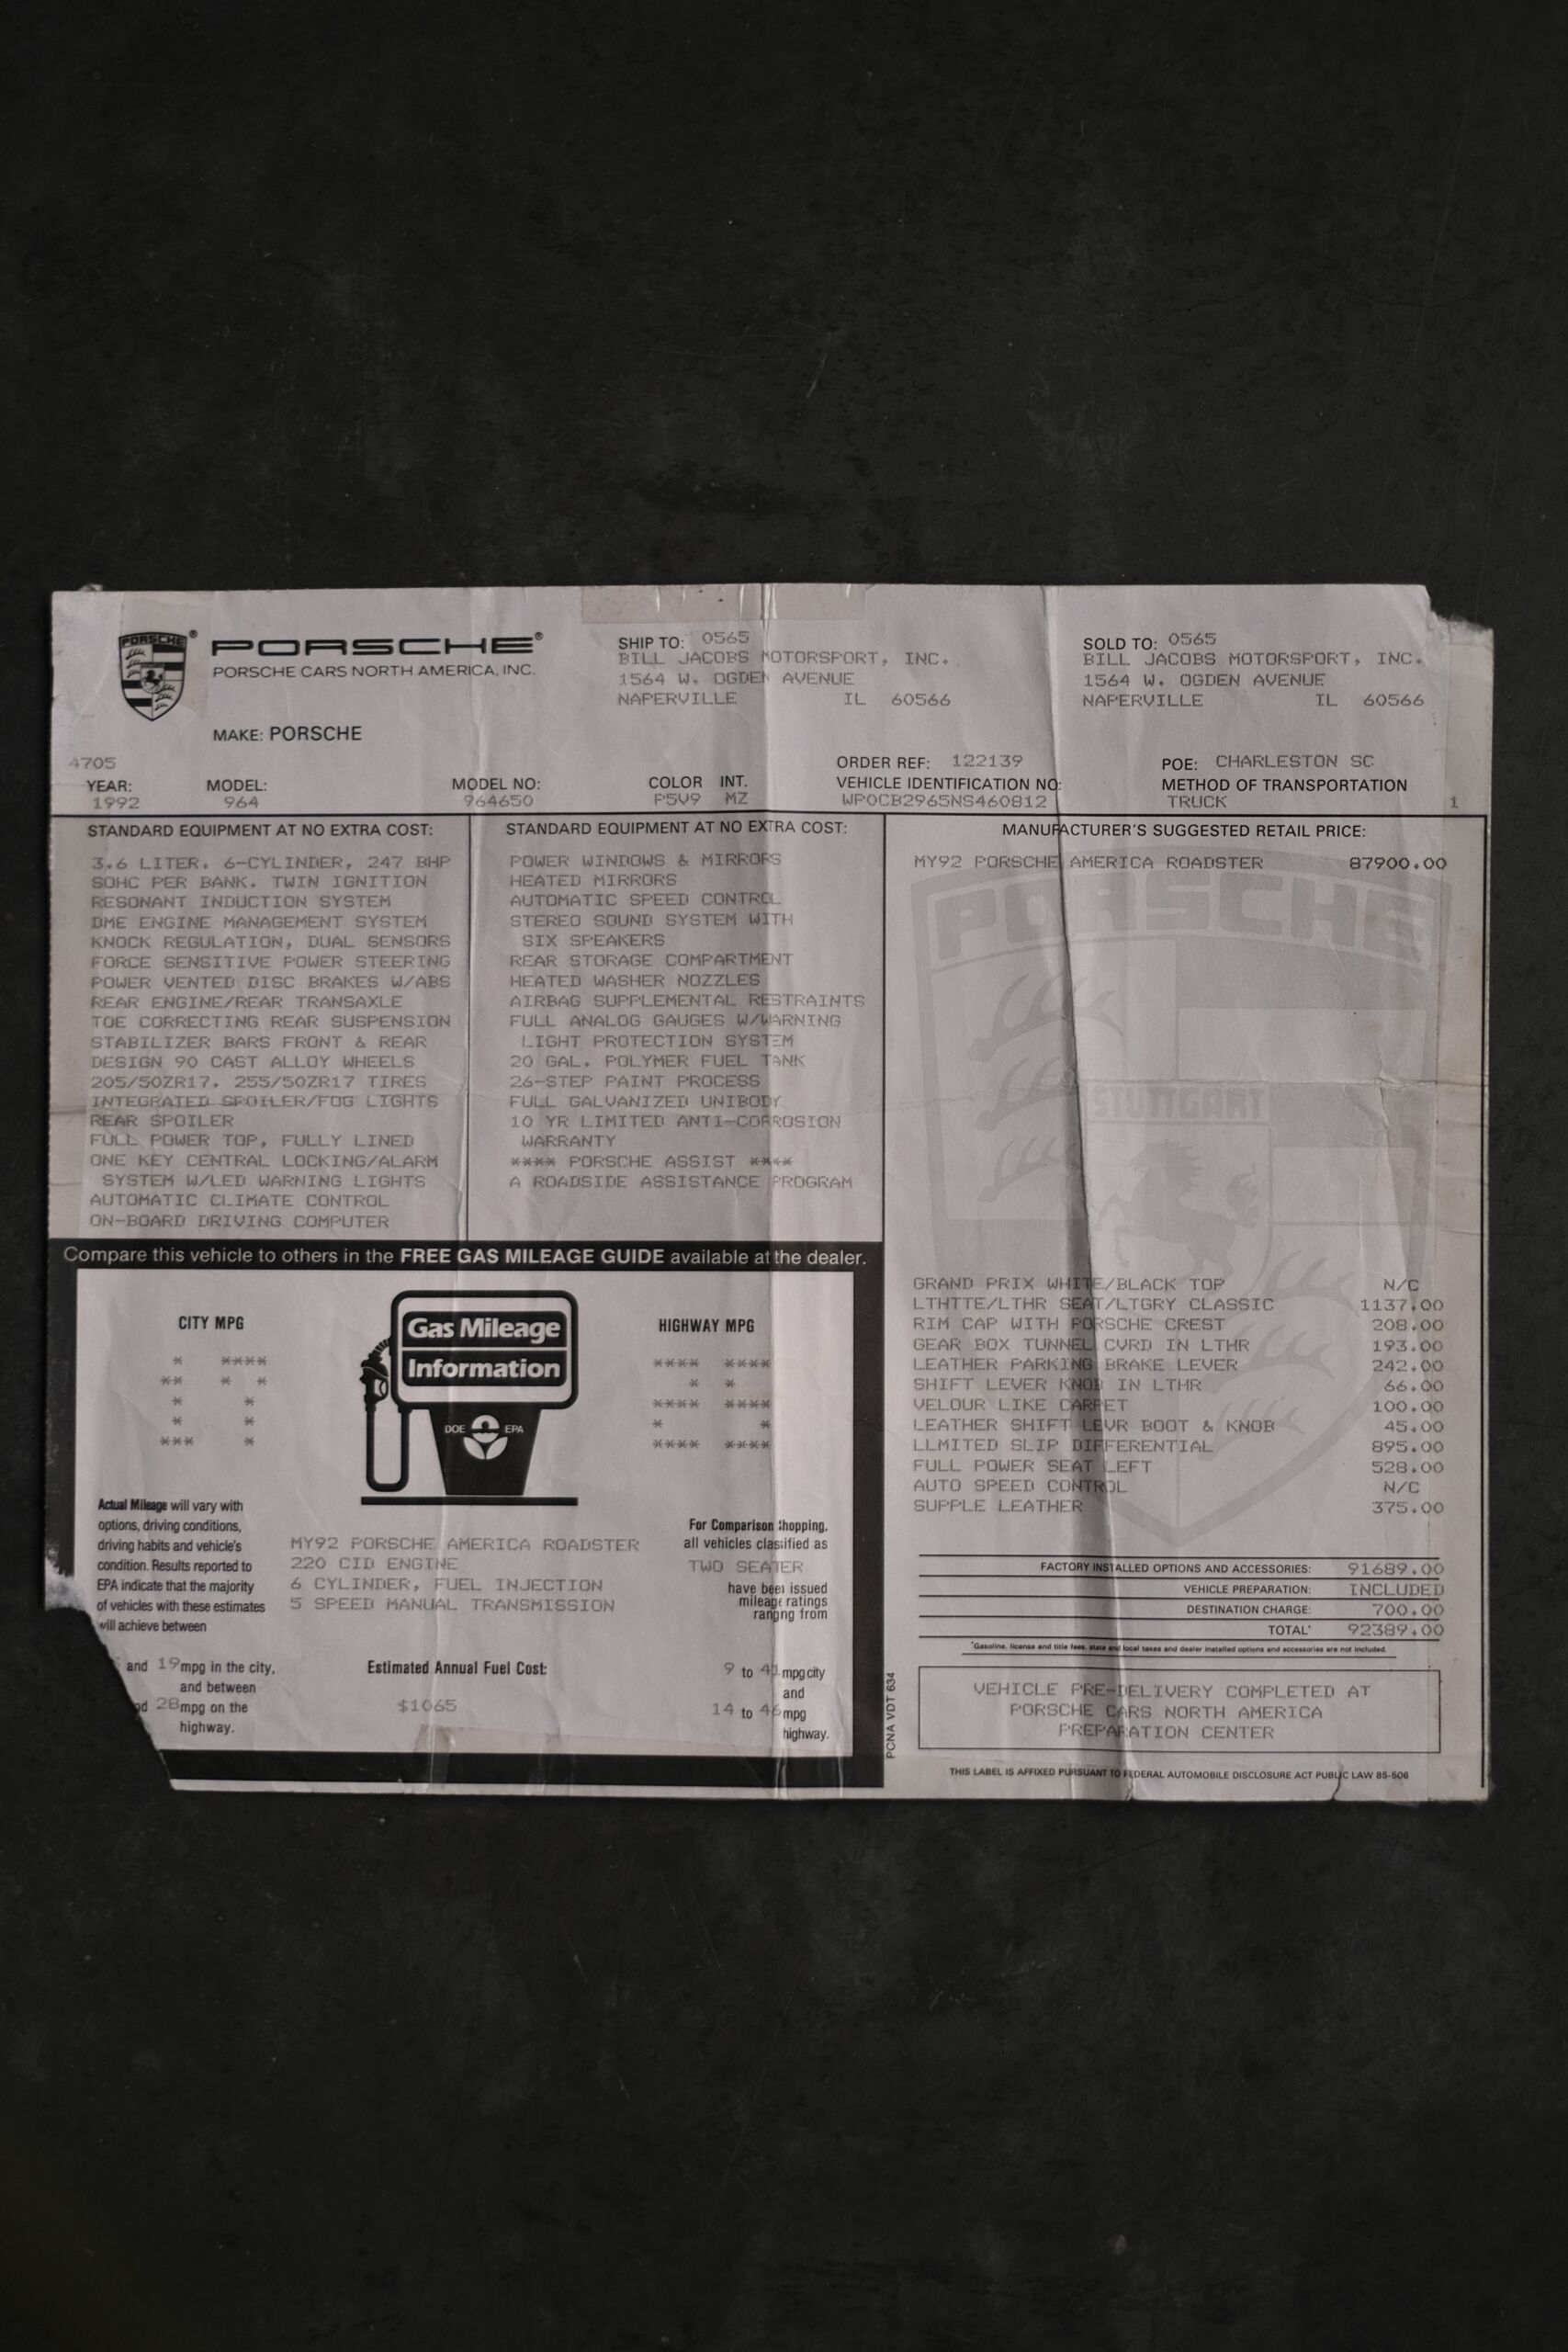 PORSCHE®
PORSCHE®
PORSCHE CARS NORTH AMERICA, INC.
MAKE: PORSCHE
SHIP TO: 0565
BILL JACOBS MOTORSPORT, INC.
1564 W. OGDEN AVENUE
NAPERVILLE IL 60566
SOLD TO: 0565
BILL JACOBS MOTORSPORT, INC.
1564 W. OGDEN AVENUE
NAPERVILLE IL 60566
4705
ORDER REF: 122139
POE: CHARLESTON SC
YEAR: MODEL: MODEL NO: COLOR INT. VEHICLE IDENTIFICATION NO: METHOD OF TRANSPORTATION
1992 964 964650 P5V9 MZ WP0CB2965NS460812 TRUCK 1
STANDARD EQUIPMENT AT NO EXTRA COST:
3.6 LITER. 6-CYLINDER, 247 BHP
SOHC PER BANK. TWIN IGNITION
RESONANT INDUCTION SYSTEM
DME ENGINE MANAGEMENT SYSTEM
KNOCK REGULATION, DUAL SENSORS
FORCE SENSITIVE POWER STEERING
POWER VENTED DISC BRAKES W/ABS
REAR ENGINE/REAR TRANSAXLE
TOE CORRECTING REAR SUSPENSION
STABILIZER BARS FRONT & REAR
DESIGN 90 CAST ALLOY WHEELS
205/50ZR17. 255/50ZR17 TIRES
INTEGRATED SPOILER/FOG LIGHTS
REAR SPOILER
FULL POWER TOP, FULLY LINED
ONE KEY CENTRAL LOCKING/ALARM
SYSTEM W/LED WARNING LIGHTS
AUTOMATIC CLIMATE CONTROL
ON-BOARD DRIVING COMPUTER
STANDARD EQUIPMENT AT NO EXTRA COST:
POWER WINDOWS & MIRRORS
HEATED MIRRORS
AUTOMATIC SPEED CONTROL
STEREO SOUND SYSTEM WITH
SIX SPEAKERS
REAR STORAGE COMPARTMENT
HEATED WASHER NOZZLES
AIRBAG SUPPLEMENTAL RESTRAINTS
FULL ANALOG GAUGES W/WARNING
LIGHT PROTECTION SYSTEM
20 GAL. POLYMER FUEL TANK
26-STEP PAINT PROCESS
FULL GALVANIZED UNIBODY
10 YR LIMITED ANTI-CORROSION
WARRANTY
**** PORSCHE ASSIST ****
A ROADSIDE ASSISTANCE PROGRAM
MANUFACTURER'S SUGGESTED RETAIL PRICE:
MY92 PORSCHE AMERICA ROADSTER 87900.00
PORSCHE
STUTTGART
GRAND PRIX WHITE/BLACK TOP N/C
LTHTTE/LTHR SEAT/LTGRY CLASSIC 1137.00
RIM CAP WITH PORSCHE CREST 208.00
GEAR BOX TUNNEL CVRD IN LTHR 193.00
LEATHER PARKING BRAKE LEVER 242.00
SHIFT LEVER KNOB IN LTHR 66.00
VELOUR LIKE CARPET 100.00
LEATHER SHIFT LEVR BOOT & KNOB 45.00
LLMITED SLIP DIFFERENTIAL 895.00
FULL POWER SEAT LEFT 528.00
AUTO SPEED CONTROL N/C
SUPPLE LEATHER 375.00
FACTORY INSTALLED OPTIONS AND ACCESSORIES: 91689.00
VEHICLE PREPARATION: INCLUDED
DESTINATION CHARGE: 700.00
TOTAL* 92389.00
*Gasoline, license and title fees, state and local taxes and dealer installed options and accessories are not included.
VEHICLE PRE-DELIVERY COMPLETED AT
PORSCHE CARS NORTH AMERICA
PREPARATION CENTER
THIS LABEL IS AFFIXED PURSUANT TO FEDERAL AUTOMOBILE DISCLOSURE ACT PUBLIC LAW 85-506
PCNA VDT 634
Compare this vehicle to others in the FREE GAS MILEAGE GUIDE available at the dealer.
CITY MPG
Gas Mileage
Information
DOE EPA
HIGHWAY MPG
Actual Mileage will vary with
options, driving conditions,
driving habits and vehicle's
condition. Results reported to
EPA indicate that the majority
of vehicles with these estimates
will achieve between
and 19 mpg in the city,
and between
28 mpg on the
highway.
MY92 PORSCHE AMERICA ROADSTER
220 CID ENGINE
6 CYLINDER, FUEL INJECTION
5 SPEED MANUAL TRANSMISSION
Estimated Annual Fuel Cost:
$1065
For Comparison Shopping,
all vehicles classified as
TWO SEATER
have been issued
mileage ratings
ranging from
9 to 41 mpg city
and
14 to 46 mpg
highway.